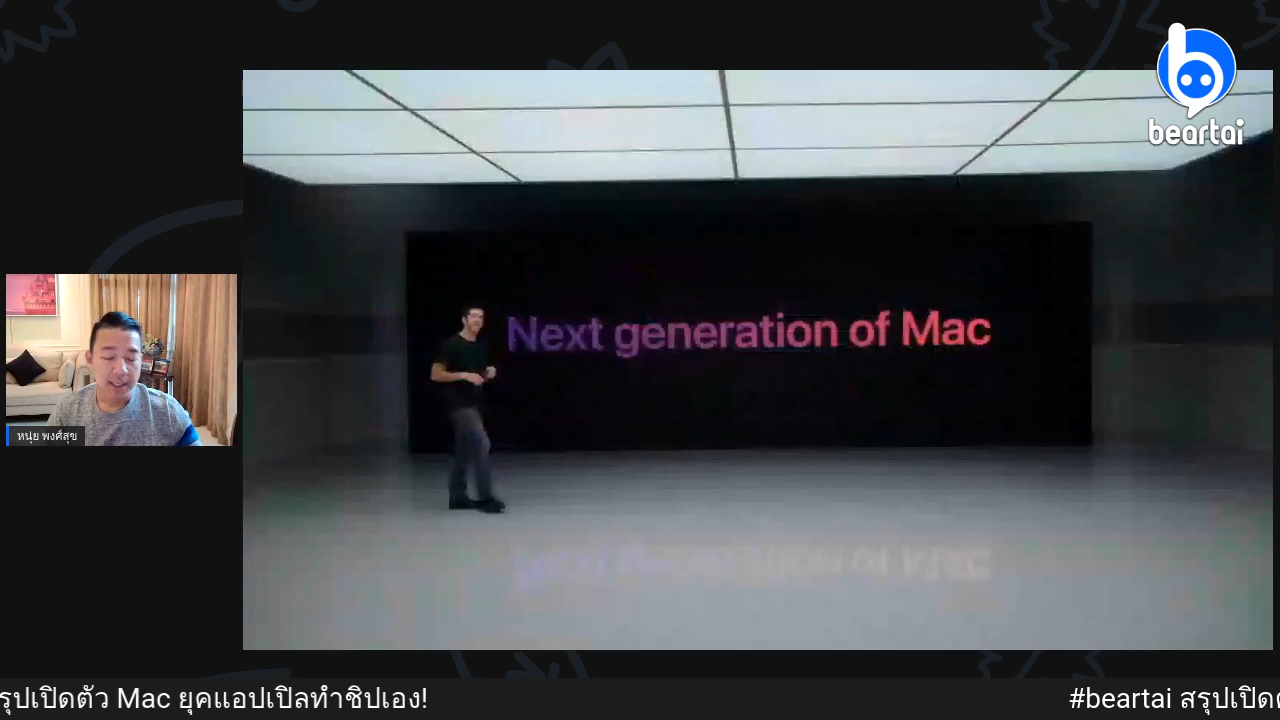 beartai
Next generation of Mac
หนุ่ย พงศ์สุข
รุปเปิดตัว Mac ยุคแอปเปิลทำชิปเอง!
#beartai สรุปเปิดต